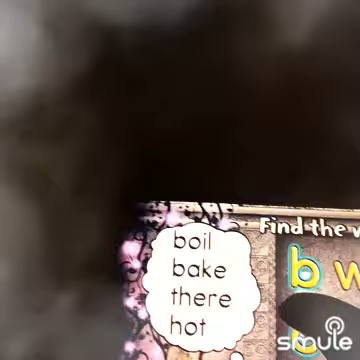 Find the
boil
bake
there
hot
b w
smule